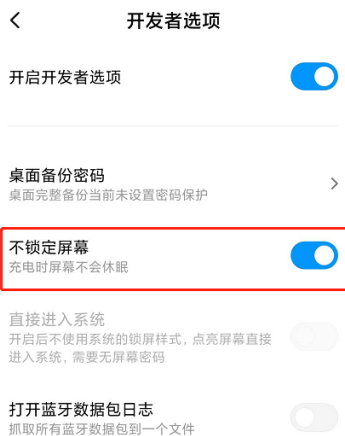 开发者选项
开启开发者选项
桌面备份密码
桌面完整备份当前未设置密码保护
不锁定屏幕
充电时屏幕不会休眠
直接进入系统
开启后不使用系统的锁屏样式，点亮屏幕直接
进入系统，需要无屏幕密码
打开蓝牙数据包日志
抓取所有蓝牙数据包到一个文件